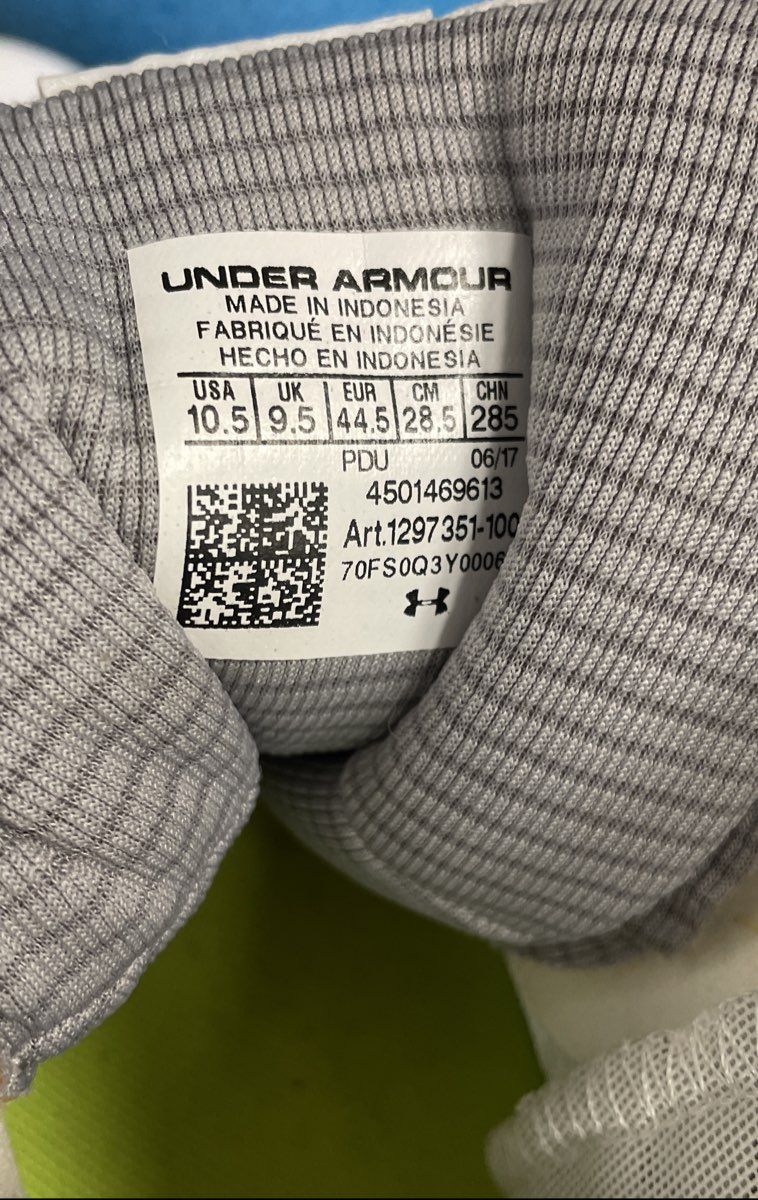 UNDER ARMOUR
MADE IN INDONESIA
FABRIQUÉ EN INDONÉSIE
HECHO EN INDONESIA
USA UK EUR CM CHN
10.5 9.5 44.5 28.5 285
PDU 06/17
4501469613
Art.1297351-100
70FS0Q3Y0006